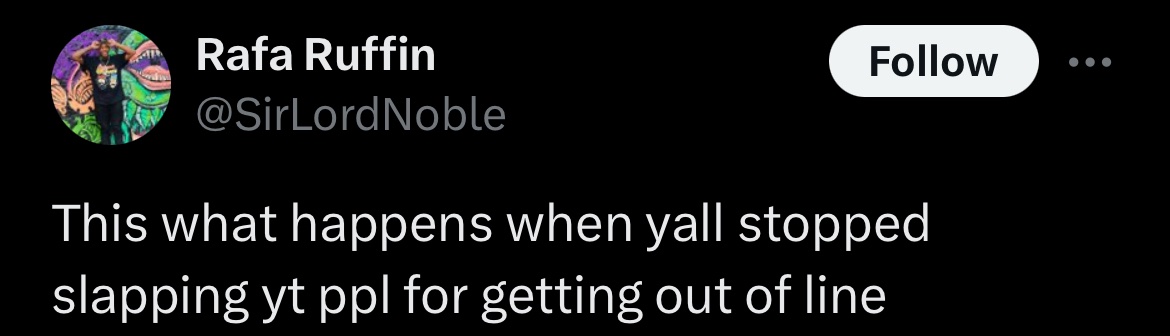 Rafa Ruffin
@SirLordNoble
Follow
This what happens when yall stopped
slapping yt ppl for getting out of line